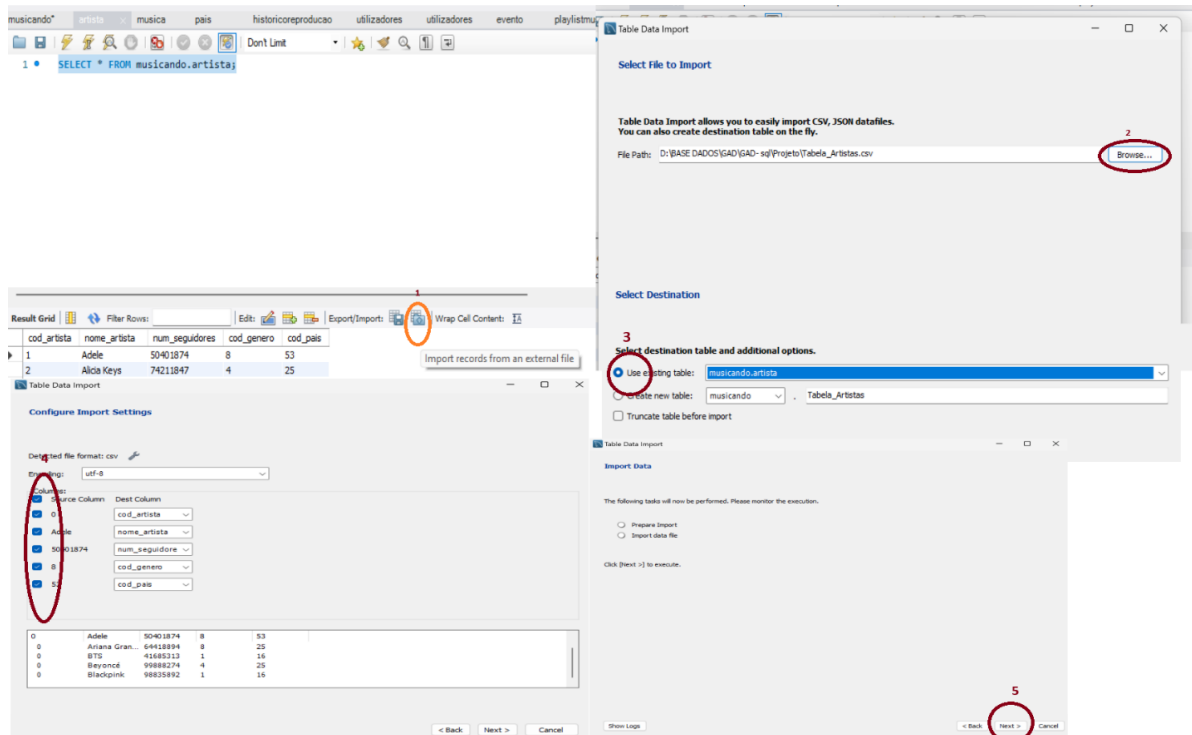 musicando* artista × musica pais historicoreproducao utilizadores utilizadores evento playlistmu
Don't Limit
1 SELECT * FROM musicando.artista;
1
Result Grid Filter Rows: Edit: Export/Import: Wrap Cell Content:
cod_artista nome_artista num_seguidores cod_genero cod_pais
1 Adele 50401874 8 53
2 Alicia Keys 74211847 4 25
Import records from an external file
Table Data Import
Select File to Import
Table Data Import allows you to easily import CSV, JSON datafiles.
You can also create destination table on the fly.
2
File Path: D:\BASE DADOS\GAD\GAD- sql\Projeto\Tabela_Artistas.csv Browse...
Select Destination
3
Select destination table and additional options.
Use existing table: musicando.artista
Create new table: musicando . Tabela_Artistas
Truncate table before import
Table Data Import
Configure Import Settings
Detected file format: csv
4
Encoding: utf-8
Columns:
Source Column Dest Column
0 cod_artista
Adele nome_artista
50401874 num_seguidore
8 cod_genero
53 cod_pais
0 Adele 50401874 8 53
0 Ariana Gran... 64418894 8 25
0 BTS 41685313 1 16
0 Beyoncé 99888274 4 25
0 Blackpink 98835892 1 16
< Back Next > Cancel
Table Data Import
Import Data
The following tasks will now be performed. Please monitor the execution.
Prepare Import
Import data file
Click [Next >] to execute.
5
Show Logs < Back Next > Cancel